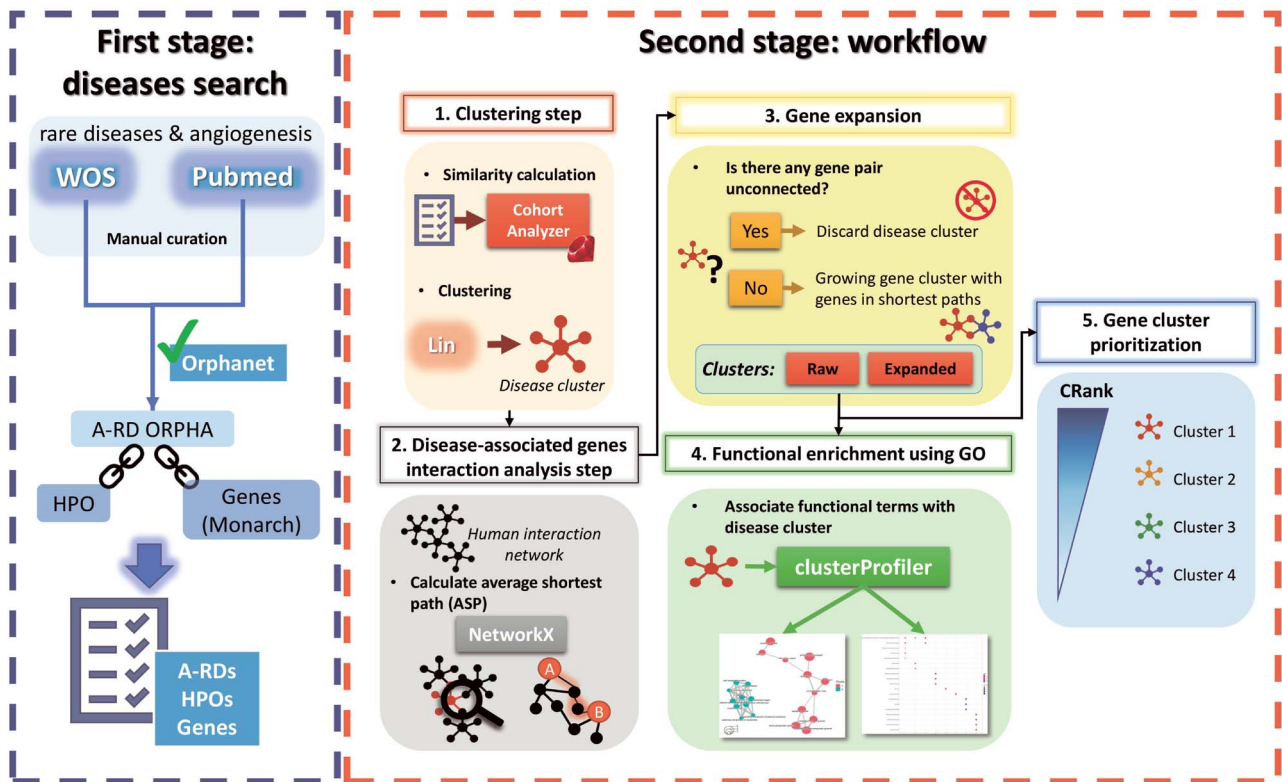 First stage:
diseases search
rare diseases & angiogenesis
WOS
Pubmed
Manual curation
Orphanet
A-RD ORPHA
HPO
Genes
(Monarch)
A-RDs
HPOs
Genes
Second stage: workflow
1. Clustering step
• Similarity calculation
Cohort
Analyzer
• Clustering
Lin
Disease cluster
2. Disease-associated genes
interaction analysis step
Human interaction
network
• Calculate average shortest
path (ASP)
NetworkX
A
B
3. Gene expansion
• Is there any gene pair
unconnected?
Yes
Discard disease cluster
?
No
Growing gene cluster with
genes in shortest paths
Clusters:
Raw
Expanded
4. Functional enrichment using GO
• Associate functional terms with
disease cluster
clusterProfiler
5. Gene cluster
prioritization
CRank
Cluster 1
Cluster 2
Cluster 3
Cluster 4